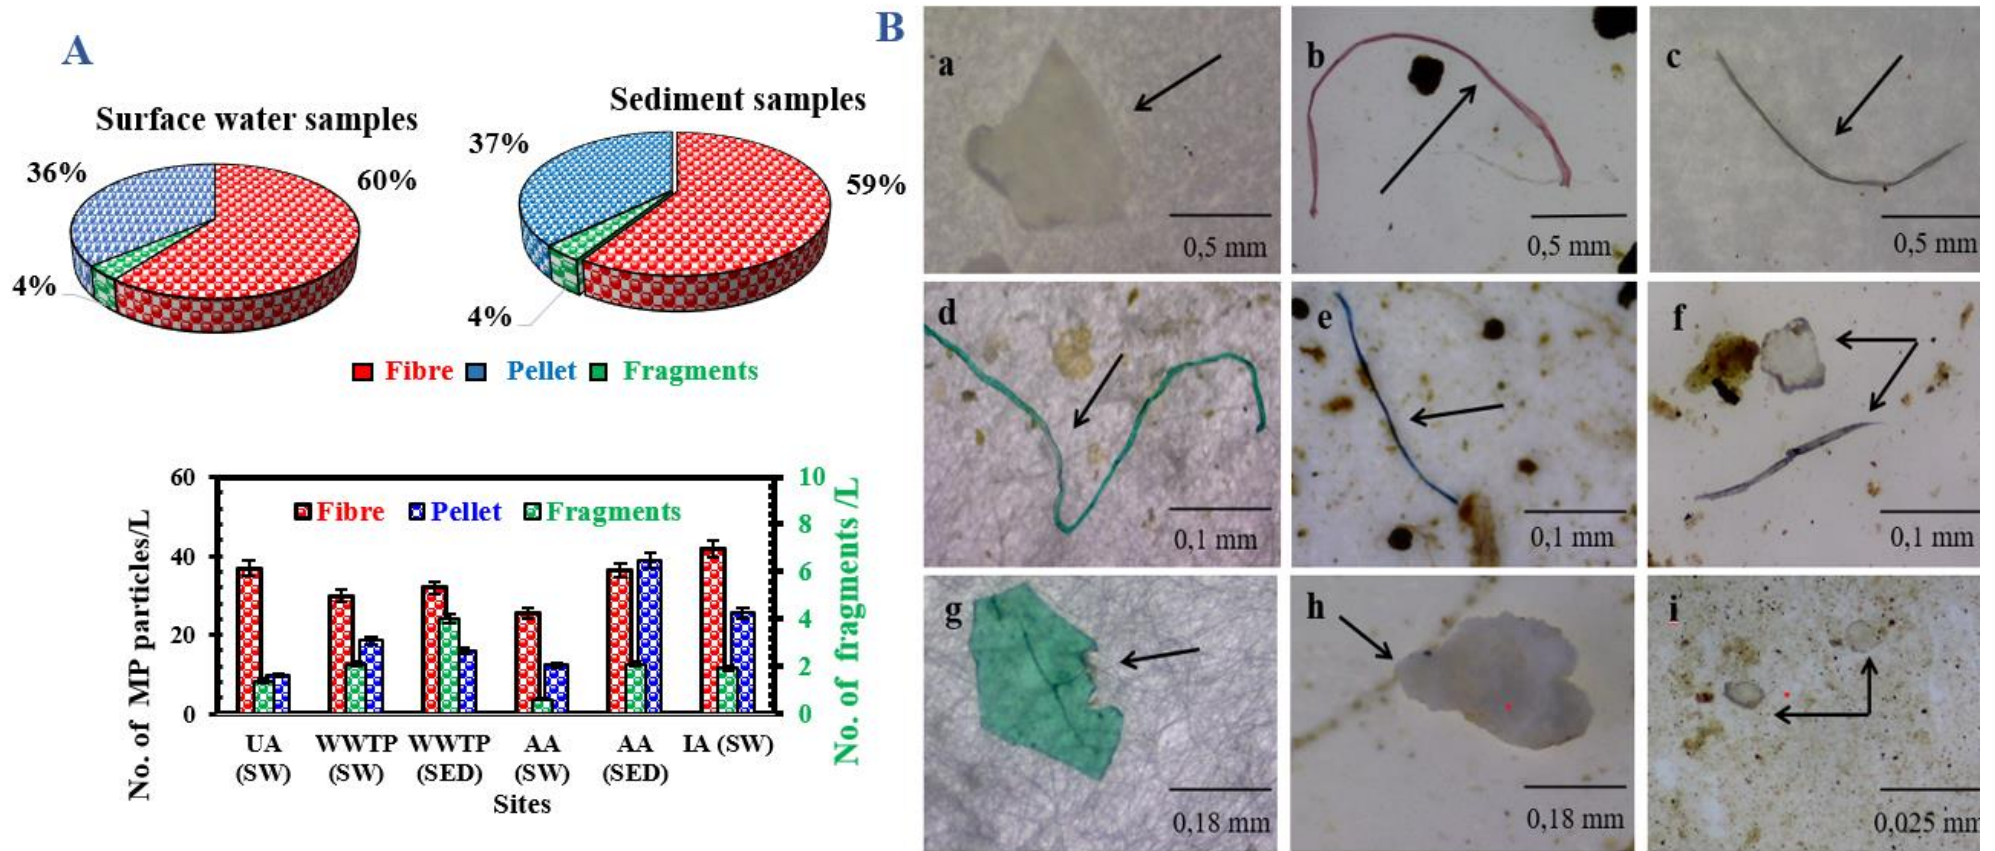 A
Surface water samples
36%
60%
4%
Sediment samples
37%
59%
4%
Fibre Pellet Fragments
No. of MP particles/L
60
40
20
0
Fibre Pellet Fragments
10
8
6
4
2
0
No. of fragments /L
UA (SW)
WWTP (SW)
WWTP (SED)
AA (SW)
AA (SED)
IA (SW)
Sites
B
a
0,5 mm
b
0,5 mm
c
0,5 mm
d
0,1 mm
e
0,1 mm
f
0,1 mm
g
0,18 mm
h
0,18 mm
i
0,025 mm